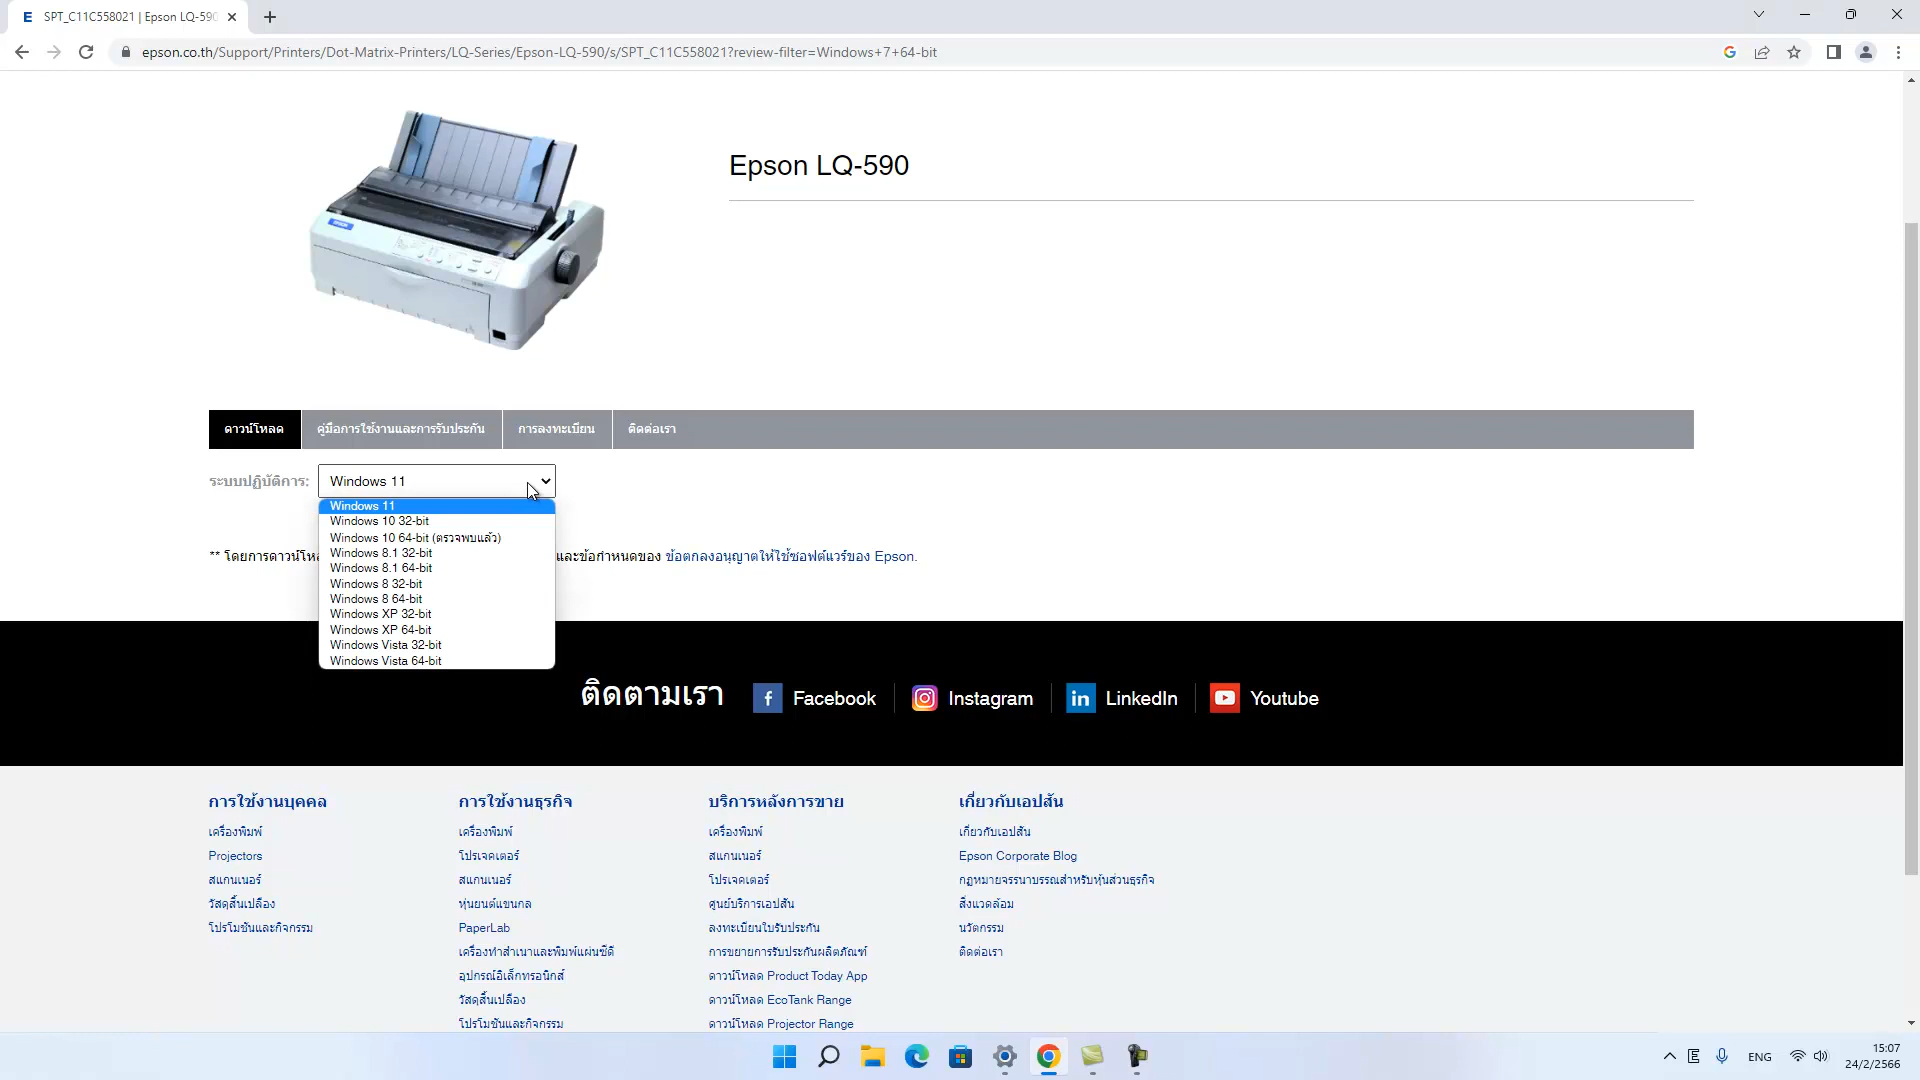 SPT_C11C558021 | Epson LQ-590
epson.co.th/Support/Printers/Dot-Matrix-Printers/LQ-Series/Epson-LQ-590/s/SPT_C11C558021?review-filter=Windows+7+64-bit
EPSON
Epson LQ-590
ดาวน์โหลด คู่มือการใช้งานและการรับประกัน การลงทะเบียน ติดต่อเรา
ระบบปฏิบัติการ: Windows 11
Windows 11
Windows 10 32-bit
Windows 10 64-bit (ตรวจพบแล้ว)
Windows 8.1 32-bit
Windows 8.1 64-bit
Windows 8 32-bit
Windows 8 64-bit
Windows XP 32-bit
Windows XP 64-bit
Windows Vista 32-bit
Windows Vista 64-bit
** โดยการดาวน์โห และข้อกำหนดของ ข้อตกลงอนุญาตให้ใช้ซอฟต์แวร์ของ Epson.
ติดตามเรา Facebook Instagram LinkedIn Youtube
การใช้งานบุคคล
เครื่องพิมพ์
Projectors
สแกนเนอร์
วัสดุสิ้นเปลือง
โปรโมชันและกิจกรรม
การใช้งานธุรกิจ
เครื่องพิมพ์
โปรเจคเตอร์
สแกนเนอร์
หุ่นยนต์แขนกล
PaperLab
เครื่องทำสำเนาและพิมพ์แผ่นซีดี
อุปกรณ์อิเล็กทรอนิกส์
วัสดุสิ้นเปลือง
โปรโมชันและกิจกรรม
บริการหลังการขาย
เครื่องพิมพ์
สแกนเนอร์
โปรเจคเตอร์
ศูนย์บริการเอปสัน
ลงทะเบียนใบรับประกัน
การขยายการรับประกันผลิตภัณฑ์
ดาวน์โหลด Product Today App
ดาวน์โหลด EcoTank Range
ดาวน์โหลด Projector Range
เกี่ยวกับเอปสัน
เกี่ยวกับเอปสัน
Epson Corporate Blog
กฎหมายจรรนาบรรณสำหรับหุ้นส่วนธุรกิจ
สิ่งแวดล้อม
นวัตกรรม
ติดต่อเรา
ENG
15:07
24/2/2566